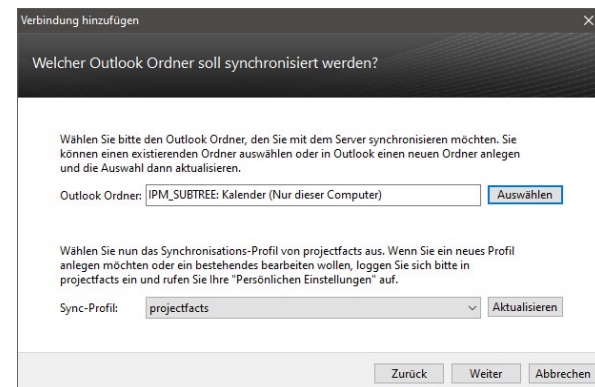 Verbindung hinzufügen
Welcher Outlook Ordner soll synchronisiert werden?
Wählen Sie bitte den Outlook Ordner, den Sie mit dem Server synchronisieren möchten. Sie
können einen existierenden Ordner auswählen oder in Outlook einen neuen Ordner anlegen
und die Auswahl dann aktualisieren.
Outlook Ordner: IPM_SUBTREE: Kalender (Nur dieser Computer) Auswählen
Wählen Sie nun das Synchronisations-Profil von projectfacts aus. Wenn Sie ein neues Profil
anlegen möchten oder ein bestehendes bearbeiten wollen, loggen Sie sich bitte in
projectfacts ein und rufen Sie Ihre "Persönlichen Einstellungen" auf.
Sync-Profil: projectfacts Aktualisieren
Zurück Weiter Abbrechen